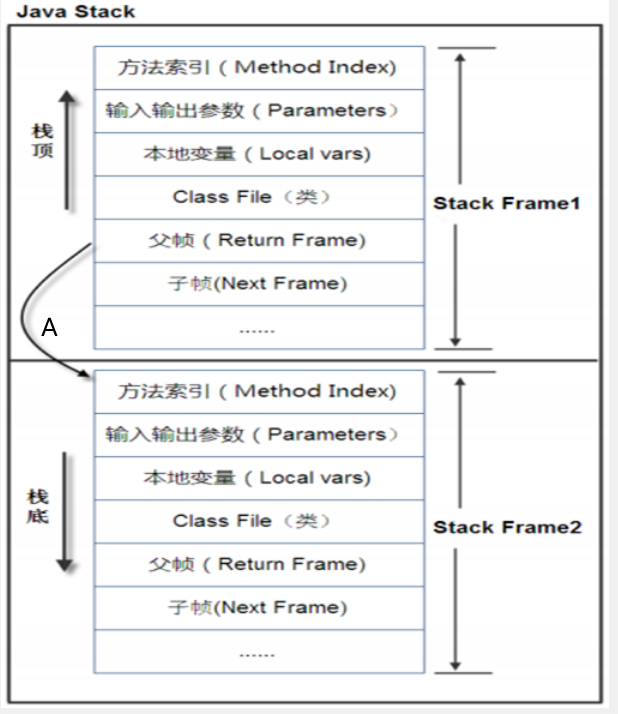 Java Stack
方法索引 ( Method Index)
输入输出参数 ( Parameters）
栈
顶
本地变量 ( Local vars)
Class File（类）
Stack Frame1
父帧 ( Return Frame)
子帧(Next Frame)
A
......
方法索引 ( Method Index)
输入输出参数 ( Parameters）
本地变量 ( Local vars)
栈
底
Class File（类）
Stack Frame2
父帧 ( Return Frame)
子帧(Next Frame)
......